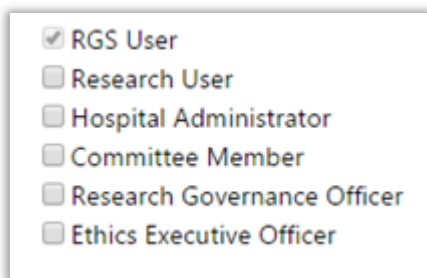 RGS User
Research User
Hospital Administrator
Committee Member
Research Governance Officer
Ethics Executive Officer